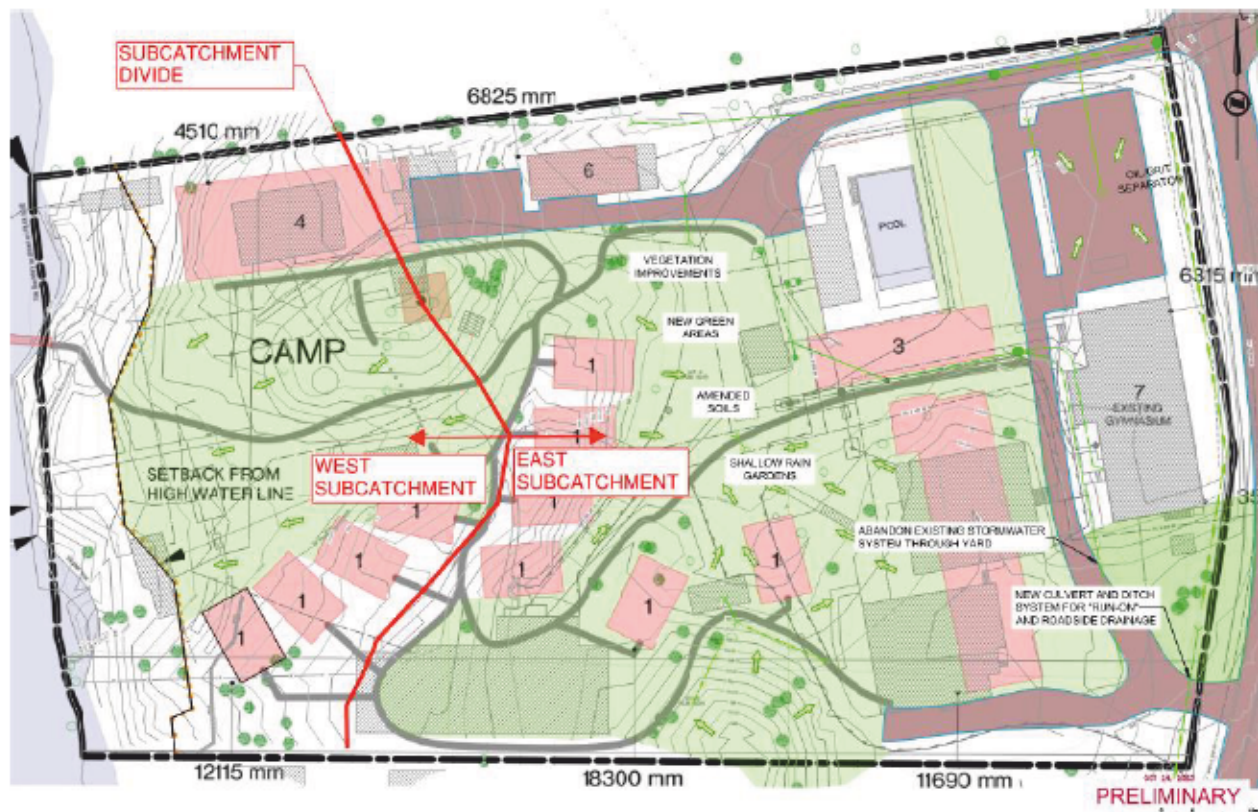 SUBCATCHMENT
DIVIDE
6825 mm
4510 mm
6
4
OIL/GRIT
SEPARATOR
POOL
VEGETATION
IMPROVEMENTS
6315 mm
NEW GREEN
AREAS
CAMP
1
3
AMENDED
SOILS
7
EXISTING
GYMNASIUM
1
WEST
SUBCATCHMENT
EAST
SUBCATCHMENT
SHALLOW RAIN
GARDENS
SETBACK FROM
HIGH WATER LINE
1
1
ABANDON EXISTING STORMWATER
SYSTEM THROUGH YARD
1
1
1
1
1
1
NEW CULVERT AND DITCH
SYSTEM FOR "RUN-ON"
AND ROADSIDE DRAINAGE
12115 mm
18300 mm
11690 mm
PRELIMINARY